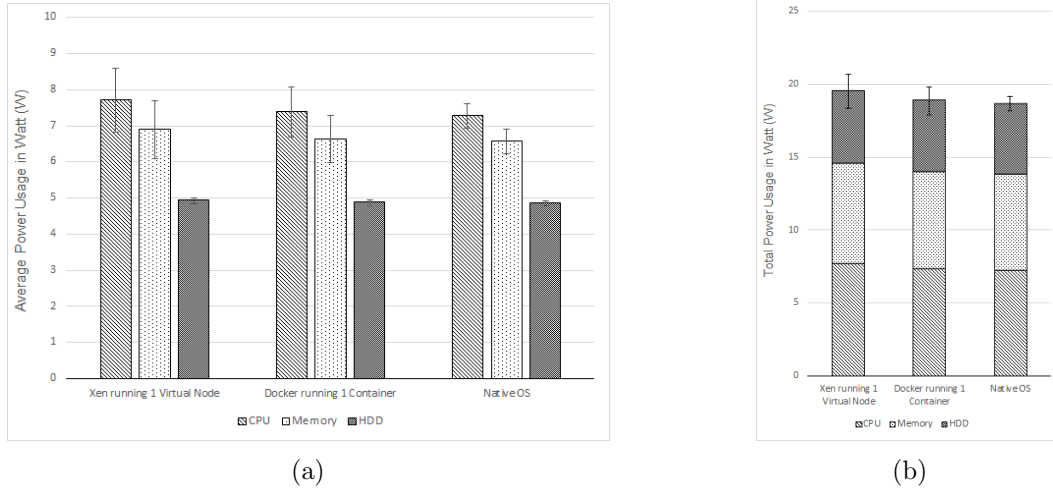 Average Power Usage in Watt (W)
10
9
8
7
6
5
4
3
2
1
0
Xen running 1 Virtual Node
Docker running 1 Container
Native OS
CPU
Memory
HDD
(a)
Total Power Usage in Watt (W)
25
20
15
10
5
0
Xen running 1
Virtual Node
Docker running 1
Container
Native OS
CPU
Memory
HDD
(b)